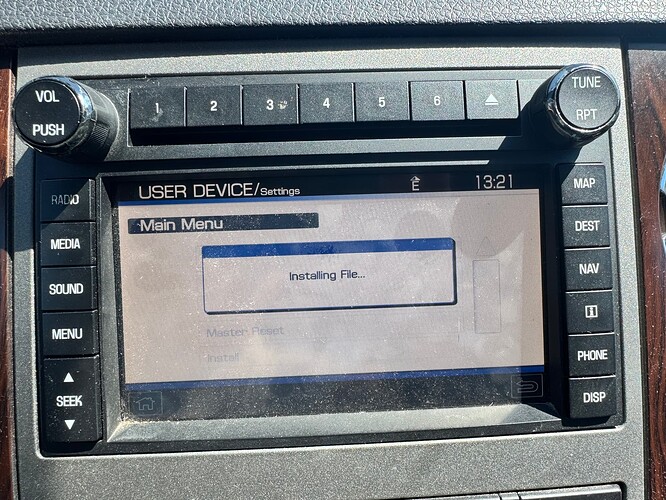 VOL
PUSH
1
2
3
4
5
6
TUNE
RPT
RADIO
MEDIA
SOUND
MENU
SEEK
USER DEVICE/Settings
E
13:21
Main Menu
Installing File...
Master Reset
Install
MAP
DEST
NAV
i
PHONE
DISP